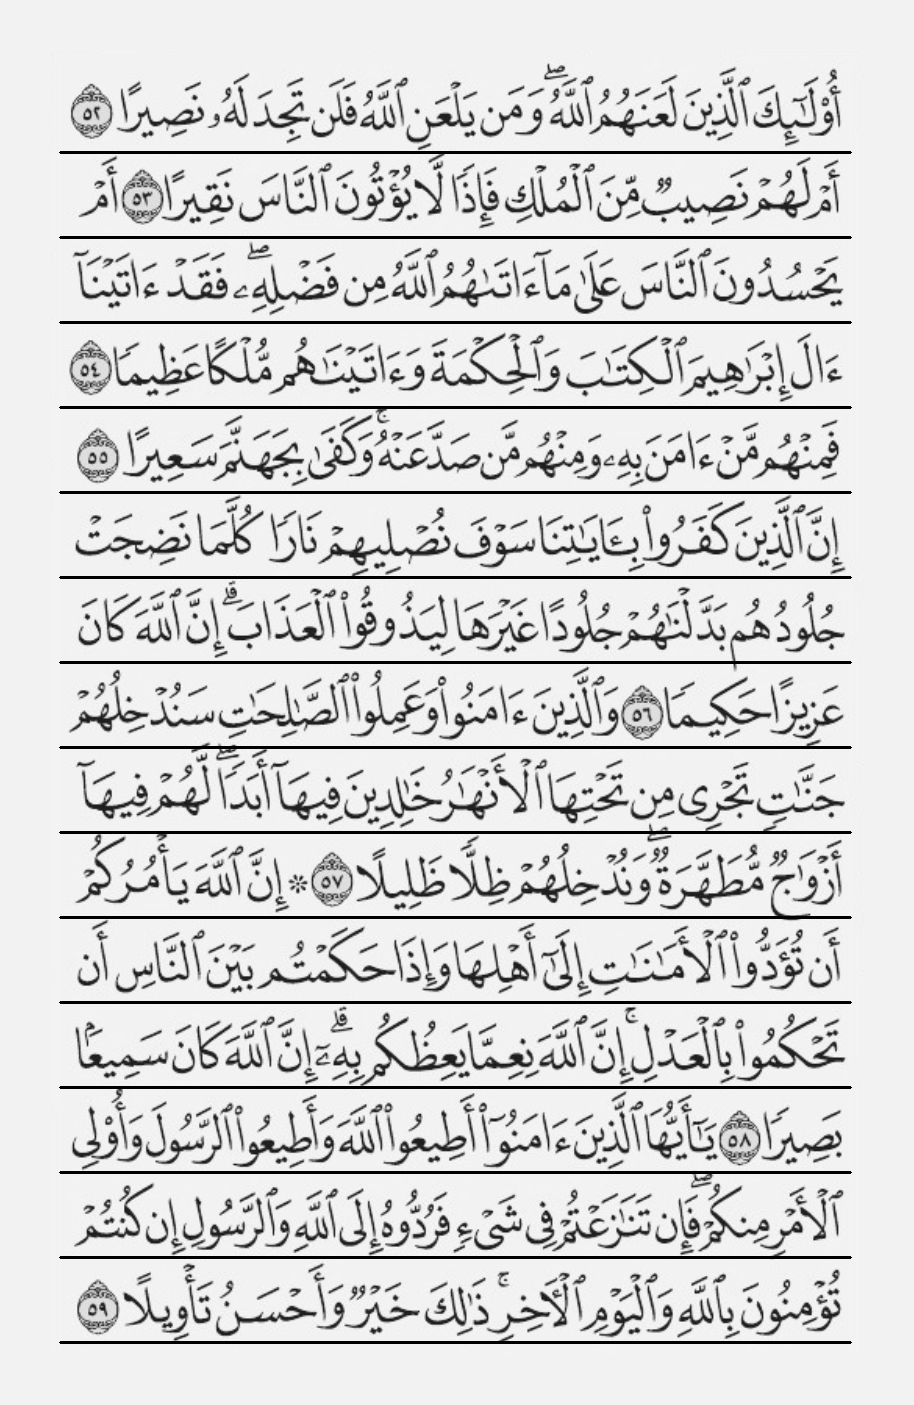 أُو۟لَـٰٓئِكَ ٱلَّذِينَ لَعَنَهُمُ ٱللَّهُ ۖ وَمَن يَلْعَنِ ٱللَّهُ فَلَن تَجِدَ لَهُۥ نَصِيرًا ٥٢
أَمْ لَهُمْ نَصِيبٌ مِّنَ ٱلْمُلْكِ فَإِذًا لَّا يُؤْتُونَ ٱلنَّاسَ نَقِيرًا ٥٣ أَمْ
يَحْسُدُونَ ٱلنَّاسَ عَلَىٰ مَآ ءَاتَىٰهُمُ ٱللَّهُ مِن فَضْلِهِۦ ۖ فَقَدْ ءَاتَيْنَآ
ءَالَ إِبْرَٰهِيمَ ٱلْكِتَـٰبَ وَٱلْحِكْمَةَ وَءَاتَيْنَـٰهُم مُّلْكًا عَظِيمًا ٥٤
فَمِنْهُم مَّنْ ءَامَنَ بِهِۦ وَمِنْهُم مَّن صَدَّ عَنْهُ ۚ وَكَفَىٰ بِجَهَنَّمَ سَعِيرًا ٥٥
إِنَّ ٱلَّذِينَ كَفَرُوا۟ بِـَٔايَـٰتِنَا سَوْفَ نُصْلِيهِمْ نَارًا كُلَّمَا نَضِجَتْ
جُلُودُهُم بَدَّلْنَـٰهُمْ جُلُودًا غَيْرَهَا لِيَذُوقُوا۟ ٱلْعَذَابَ ۗ إِنَّ ٱللَّهَ كَانَ
عَزِيزًا حَكِيمًا ٥٦ وَٱلَّذِينَ ءَامَنُوا۟ وَعَمِلُوا۟ ٱلصَّـٰلِحَـٰتِ سَنُدْخِلُهُمْ
جَنَّـٰتٍ تَجْرِى مِن تَحْتِهَا ٱلْأَنْهَـٰرُ خَـٰلِدِينَ فِيهَآ أَبَدًا ۖ لَّهُمْ فِيهَآ
أَزْوَٰجٌ مُّطَهَّرَةٌ ۖ وَنُدْخِلُهُمْ ظِلًّا ظَلِيلًا ٥٧ ۞ إِنَّ ٱللَّهَ يَأْمُرُكُمْ
أَن تُؤَدُّوا۟ ٱلْأَمَـٰنَـٰتِ إِلَىٰٓ أَهْلِهَا وَإِذَا حَكَمْتُم بَيْنَ ٱلنَّاسِ أَن
تَحْكُمُوا۟ بِٱلْعَدْلِ ۚ إِنَّ ٱللَّهَ نِعِمَّا يَعِظُكُم بِهِۦٓ ۗ إِنَّ ٱللَّهَ كَانَ سَمِيعًۢا
بَصِيرًا ٥٨ يَـٰٓأَيُّهَا ٱلَّذِينَ ءَامَنُوٓا۟ أَطِيعُوا۟ ٱللَّهَ وَأَطِيعُوا۟ ٱلرَّسُولَ وَأُو۟لِى
ٱلْأَمْرِ مِنكُمْ ۖ فَإِن تَنَـٰزَعْتُمْ فِى شَىْءٍ فَرُدُّوهُ إِلَى ٱللَّهِ وَٱلرَّسُولِ إِن كُنتُمْ
تُؤْمِنُونَ بِٱللَّهِ وَٱلْيَوْمِ ٱلْـَٔاخِرِ ۚ ذَٰلِكَ خَيْرٌ وَأَحْسَنُ تَأْوِيلًا ٥٩